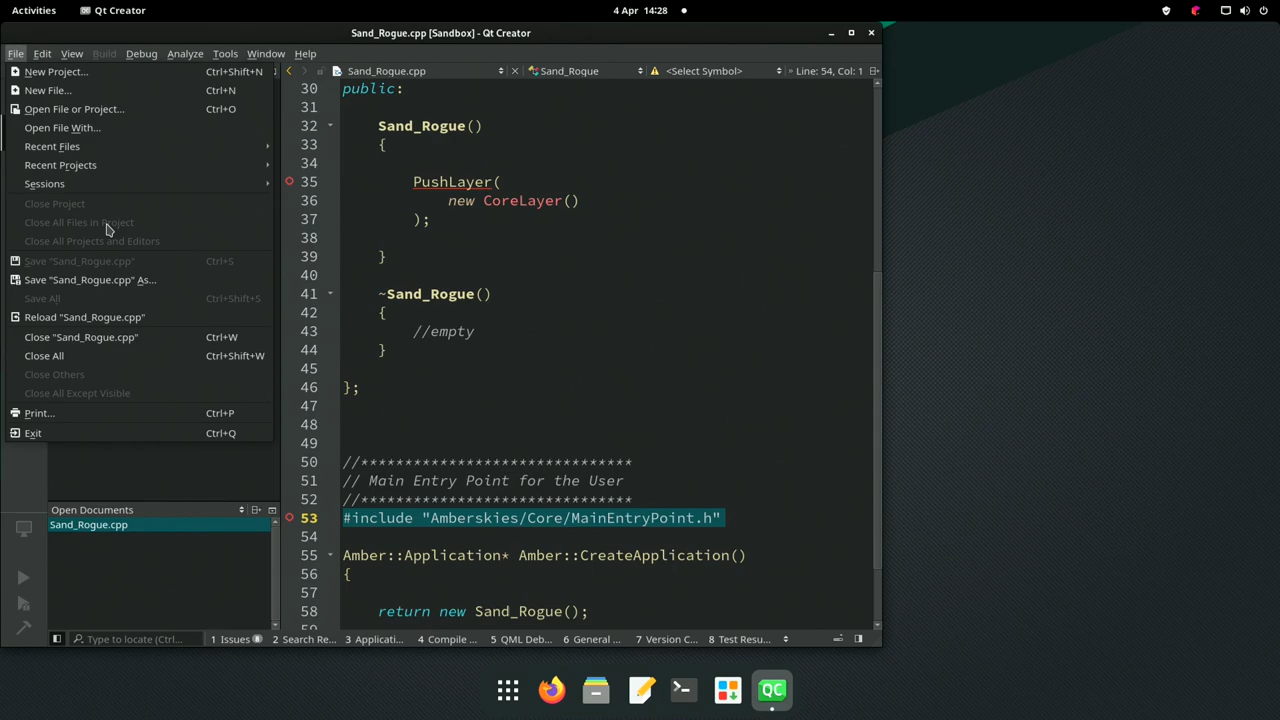 Activities Qt Creator 4 Apr 14:28
Sand_Rogue.cpp [Sandbox] - Qt Creator
File Edit View Build Debug Analyze Tools Window Help
New Project... Ctrl+Shift+N
New File... Ctrl+N
Open File or Project... Ctrl+O
Open File With...
Recent Files
Recent Projects
Sessions
Close Project
Close All Files in Project
Close All Projects and Editors
Save "Sand_Rogue.cpp" Ctrl+S
Save "Sand_Rogue.cpp" As...
Save All Ctrl+Shift+S
Reload "Sand_Rogue.cpp"
Close "Sand_Rogue.cpp" Ctrl+W
Close All Ctrl+Shift+W
Close Others
Close All Except Visible
Print... Ctrl+P
Exit Ctrl+Q
Open Documents
Sand_Rogue.cpp
Sand_Rogue.cpp Sand_Rogue <Select Symbol> » Line: 54, Col: 1
30 public:
31
32 Sand_Rogue()
33 {
34
35 PushLayer(
36 new CoreLayer()
37 );
38
39 }
40
41 ~Sand_Rogue()
42 {
43 //empty
44 }
45
46 };
47
48
49
50 //*******************************
51 // Main Entry Point for the User
52 //*******************************
53 #include "Amberskies/Core/MainEntryPoint.h"
54
55 Amber::Application* Amber::CreateApplication()
56 {
57
58 return new Sand_Rogue();
59
Type to locate (Ctrl... 1 Issues 8 2 Search Re... 3 Applicati... 4 Compile ... 5 QML Deb... 6 General ... 7 Version C... 8 Test Resu...
QC